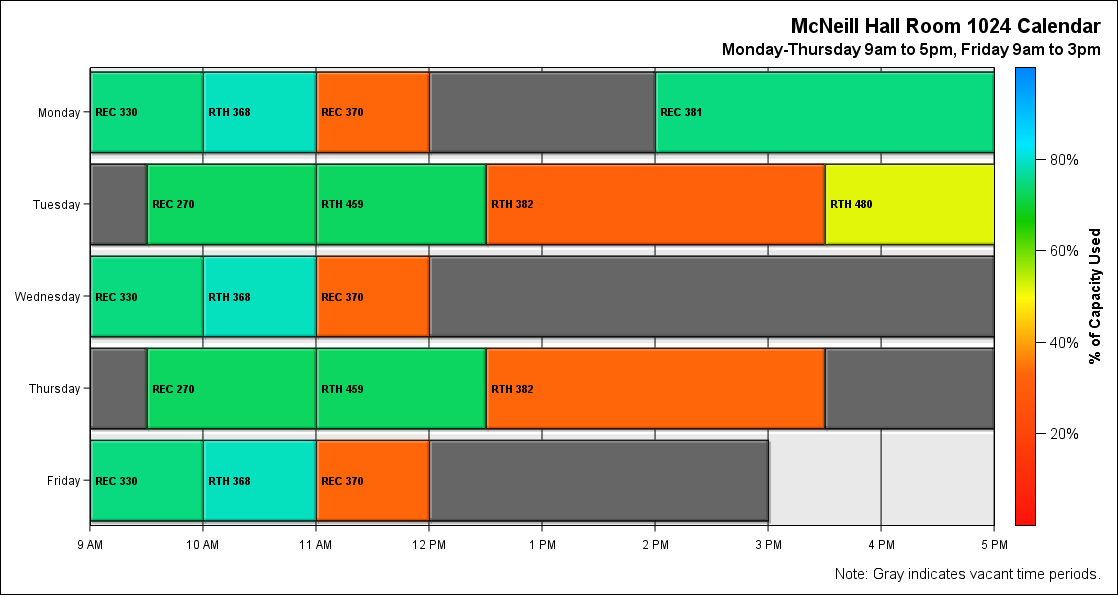 McNeill Hall Room 1024 Calendar
Monday-Thursday 9am to 5pm, Friday 9am to 3pm
Monday REC 330 RTH 368 REC 370 REC 381
Tuesday REC 270 RTH 459 RTH 382 RTH 480
Wednesday REC 330 RTH 368 REC 370
Thursday REC 270 RTH 459 RTH 382
Friday REC 330 RTH 368 REC 370
9 AM 10 AM 11 AM 12 PM 1 PM 2 PM 3 PM 4 PM 5 PM
80%
60%
40%
20%
% of Capacity Used
Note: Gray indicates vacant time periods.